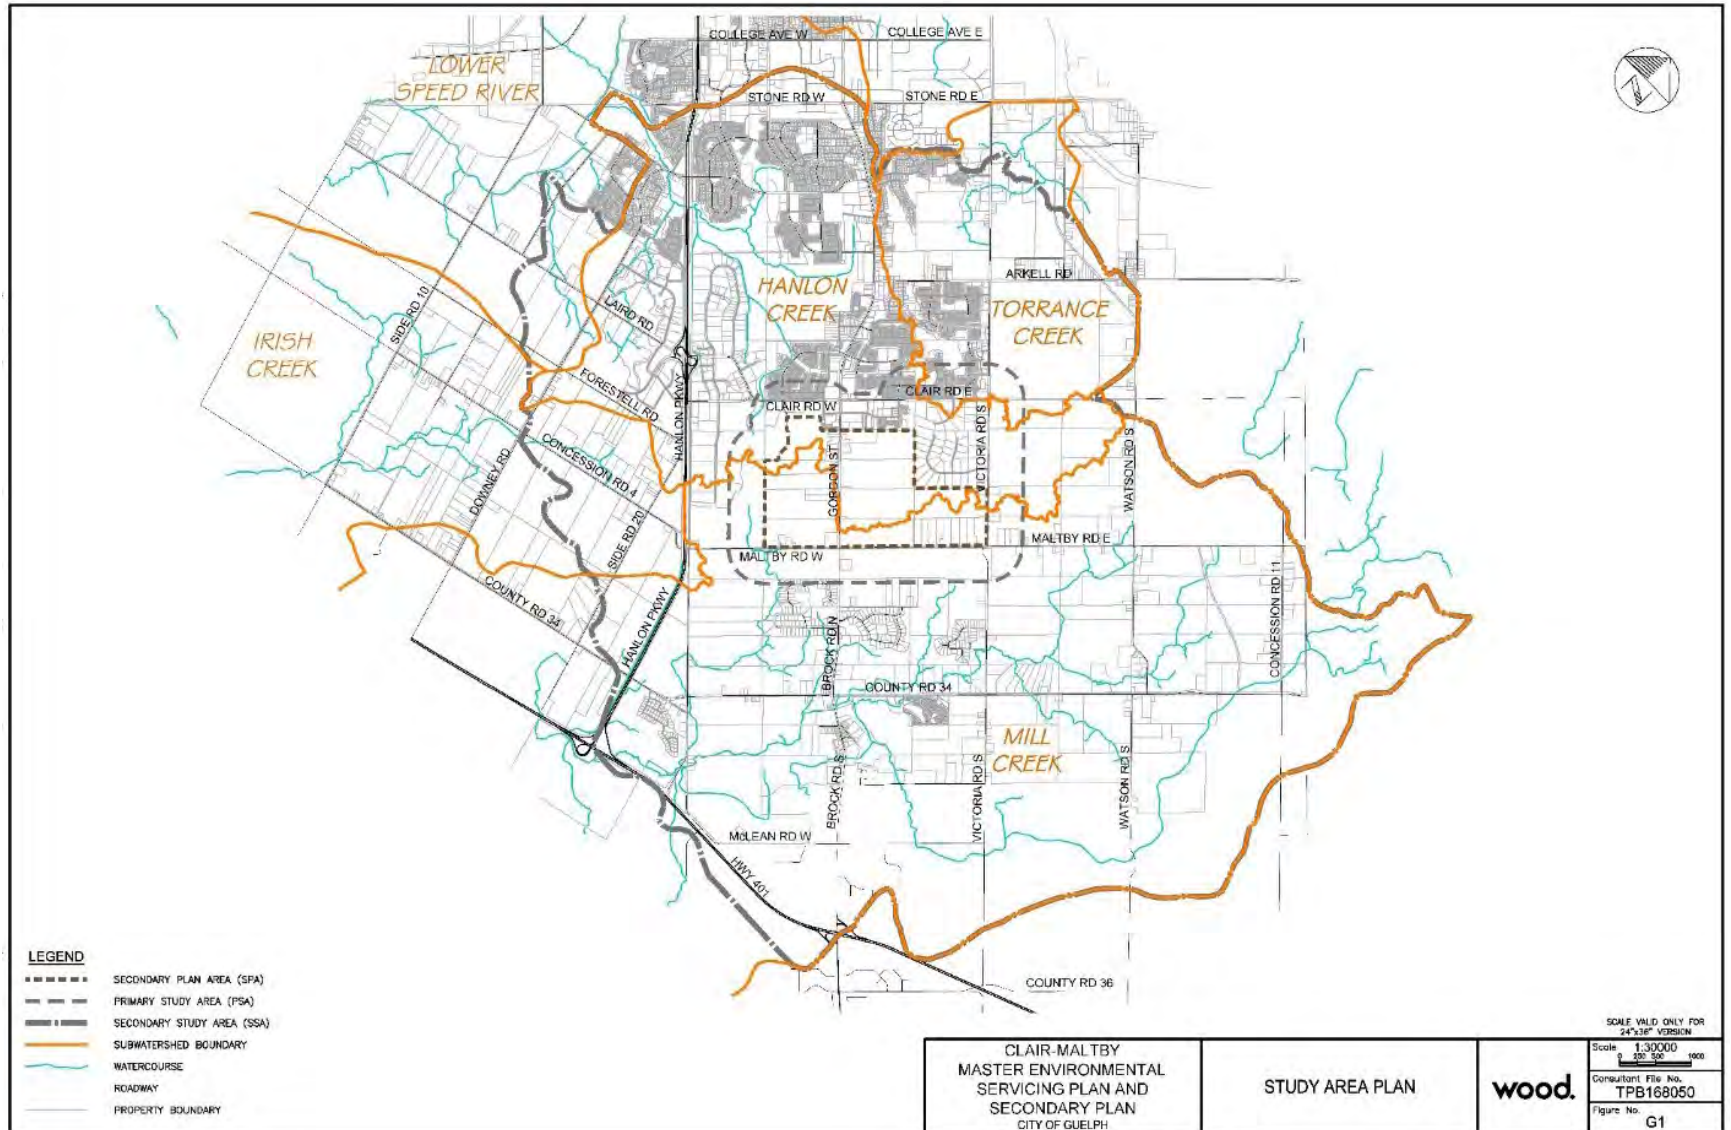 COLLEGE AVE W
COLLEGE AVE E
LOWER
SPEED RIVER
STONE RD W
STONE RD E
ARKELL RD
HANLON
CREEK
TORRANCE
CREEK
SIDE RD 10
LAIRD RD
IRISH
CREEK
FORESTELL RD
HANLON PKWY
CLAIR RD W
CLAIR RD E
VICTORIA RD S
WATSON RD S
GORDON ST
CONCESSION RD 4
DOWNEY RD
SIDE RD 20
MALTBY RD W
MALTBY RD E
COUNTY RD 34
HANLON PKWY
CONCESSION RD 11
BROCK RD N
COUNTY RD 34
MILL
CREEK
BROCK RD S
VICTORIA RD S
WATSON RD S
McLEAN RD W
HWY 401
COUNTY RD 36
LEGEND
SECONDARY PLAN AREA (SPA)
PRIMARY STUDY AREA (PSA)
SECONDARY STUDY AREA (SSA)
SUBWATERSHED BOUNDARY
WATERCOURSE
ROADWAY
PROPERTY BOUNDARY
CLAIR-MALTBY
MASTER ENVIRONMENTAL
SERVICING PLAN AND
SECONDARY PLAN
CITY OF GUELPH
STUDY AREA PLAN
wood.
SCALE VALID ONLY FOR
24"x36" VERSION
Scale 1:30000
0 250 500 1000
Consultant File No.
TPB168050
Figure No.
G1